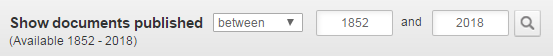 Show documents published between 1852 and 2018
(Available 1852 - 2018)